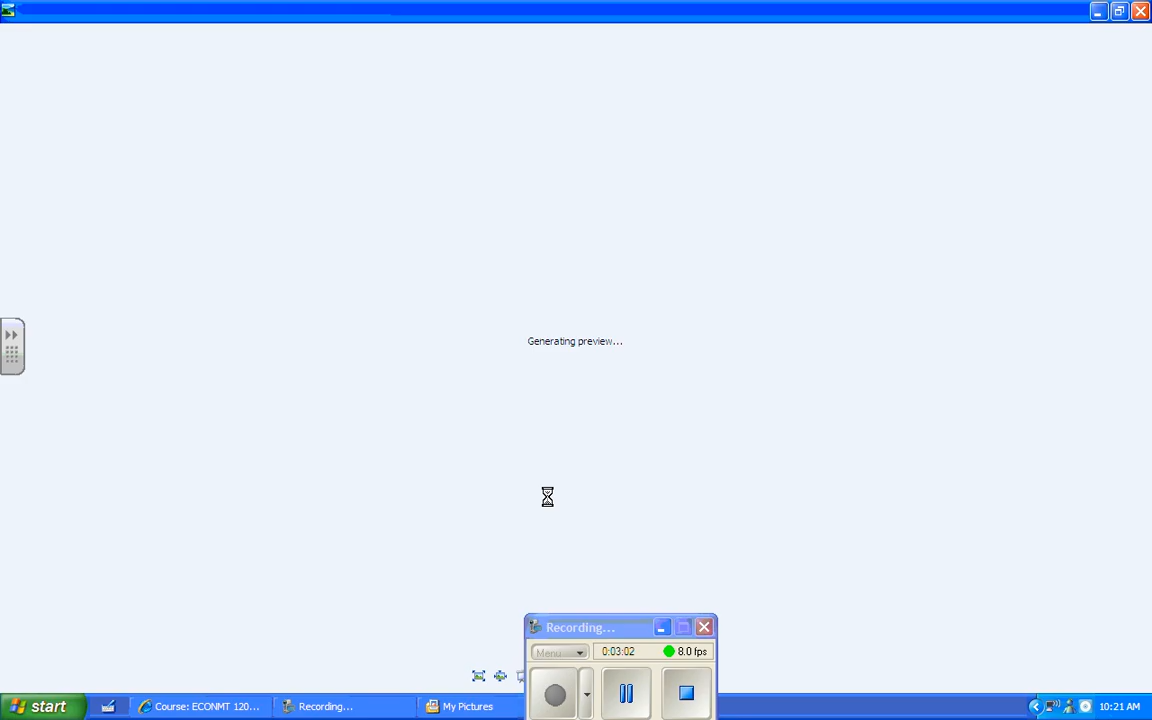 Generating preview...
Recording...
Menu
0:03:02
8.0 fps
start
Course: ECONMT 120...
Recording...
My Pictures
10:21 AM